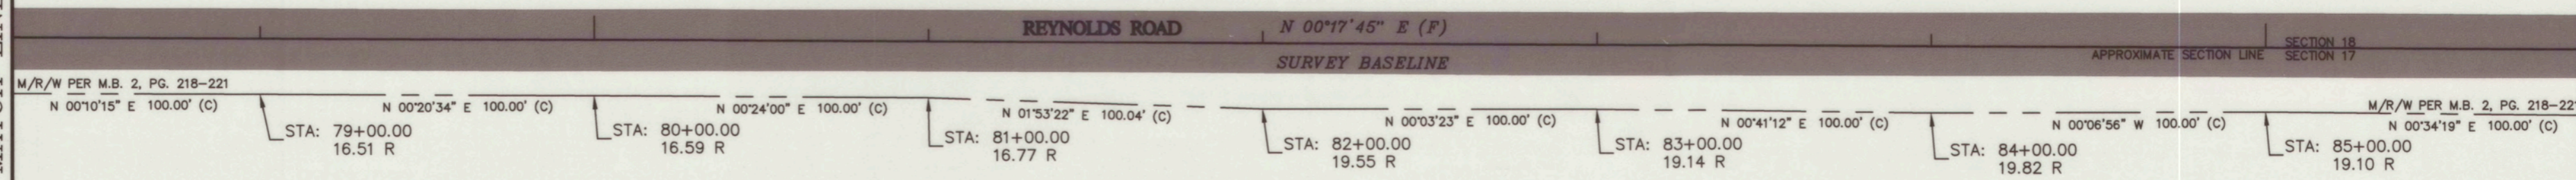 REYNOLDS ROAD N 00°17'45" E (F)
SECTION 18
APPROXIMATE SECTION LINE SECTION 17
SURVEY BASELINE
M/R/W PER M.B. 2, PG. 218-221
N 00°10'15" E 100.00' (C)
N 00°20'34" E 100.00' (C)
N 00°24'00" E 100.00' (C)
N 01°53'22" E 100.04' (C)
N 00°03'23" E 100.00' (C)
N 00°41'12" E 100.00' (C)
N 00°06'56" W 100.00' (C)
M/R/W PER M.B. 2, PG. 218-22
N 00°34'19" E 100.00' (C)
STA: 79+00.00
16.51 R
STA: 80+00.00
16.59 R
STA: 81+00.00
16.77 R
STA: 82+00.00
19.55 R
STA: 83+00.00
19.14 R
STA: 84+00.00
19.82 R
STA: 85+00.00
19.10 R